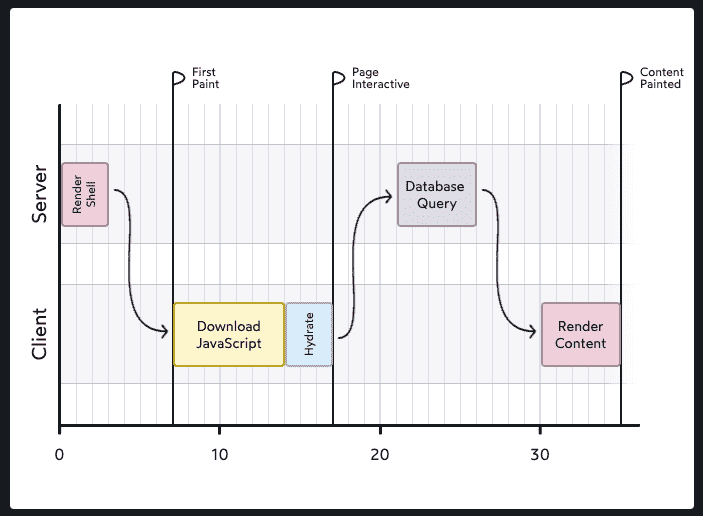 First
Paint
Page
Interactive
Content
Painted
Server
Render
Shell
Database
Query
Client
Download
JavaScript
Hydrate
Render
Content
0
10
20
30